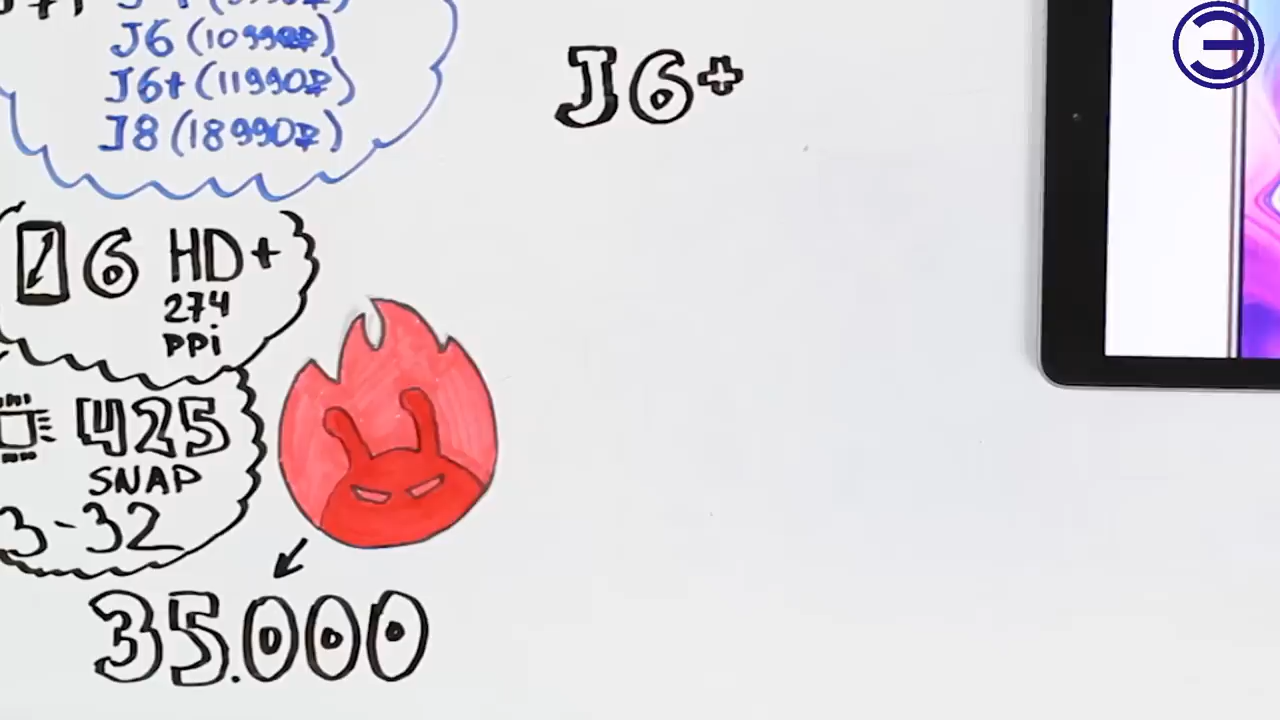 J6 (10990₽)
J6+ (11990₽)
J8 (18990₽)
J6+
6 HD+
274
ppi
425
SNAP
3-32
35.000